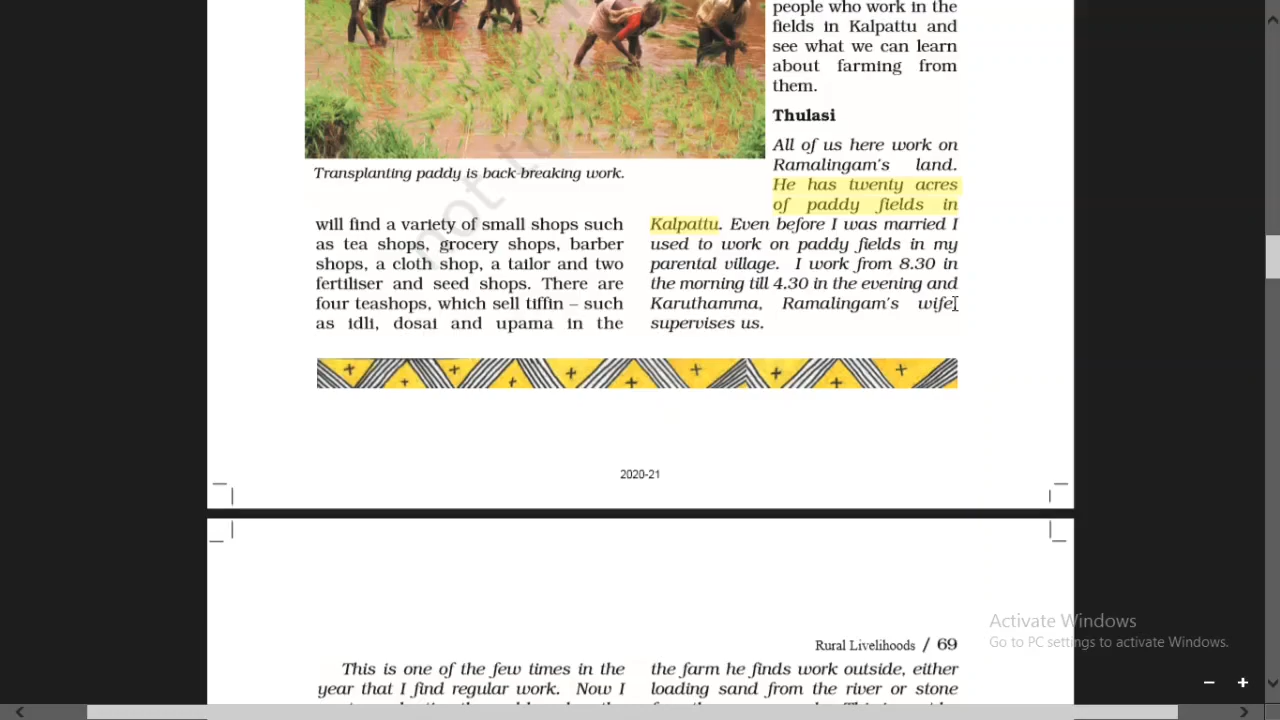 people who work in the
fields in Kalpattu and
see what we can learn
about farming from
them.
Thulasi
All of us here work on
Ramalingam's land.
He has twenty acres
of paddy fields in
Transplanting paddy is back-breaking work.
will find a variety of small shops such
as tea shops, grocery shops, barber
shops, a cloth shop, a tailor and two
fertiliser and seed shops. There are
four teashops, which sell tiffin – such
as idli, dosai and upama in the
Kalpattu. Even before I was married I
used to work on paddy fields in my
parental village. I work from 8.30 in
the morning till 4.30 in the evening and
Karuthamma, Ramalingam's wife,
supervises us.
not t
2020-21
Rural Livelihoods / 69
This is one of the few times in the
year that I find regular work. Now I
the farm he finds work outside, either
loading sand from the river or stone
Activate Windows
Go to PC settings to activate Windows.